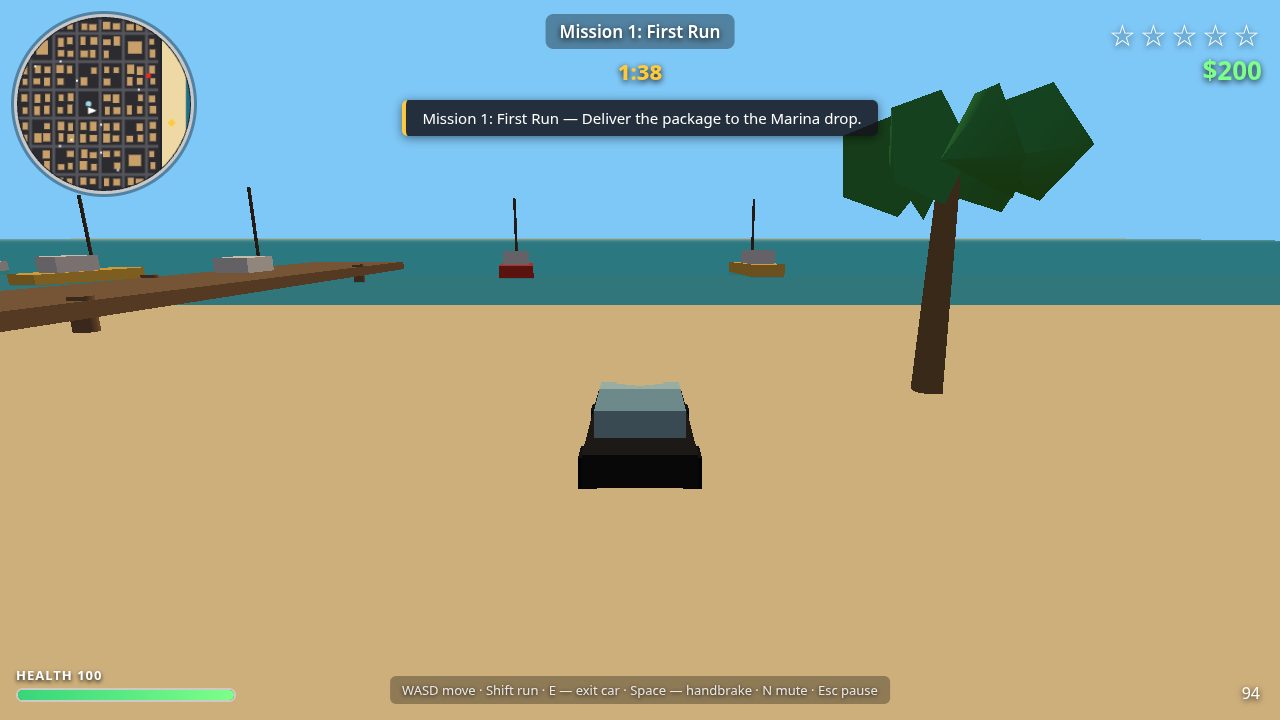 Mission 1: First Run
1:38
$200
Mission 1: First Run — Deliver the package to the Marina drop.
HEALTH 100
WASD move · Shift run · E — exit car · Space — handbrake · N mute · Esc pause
94